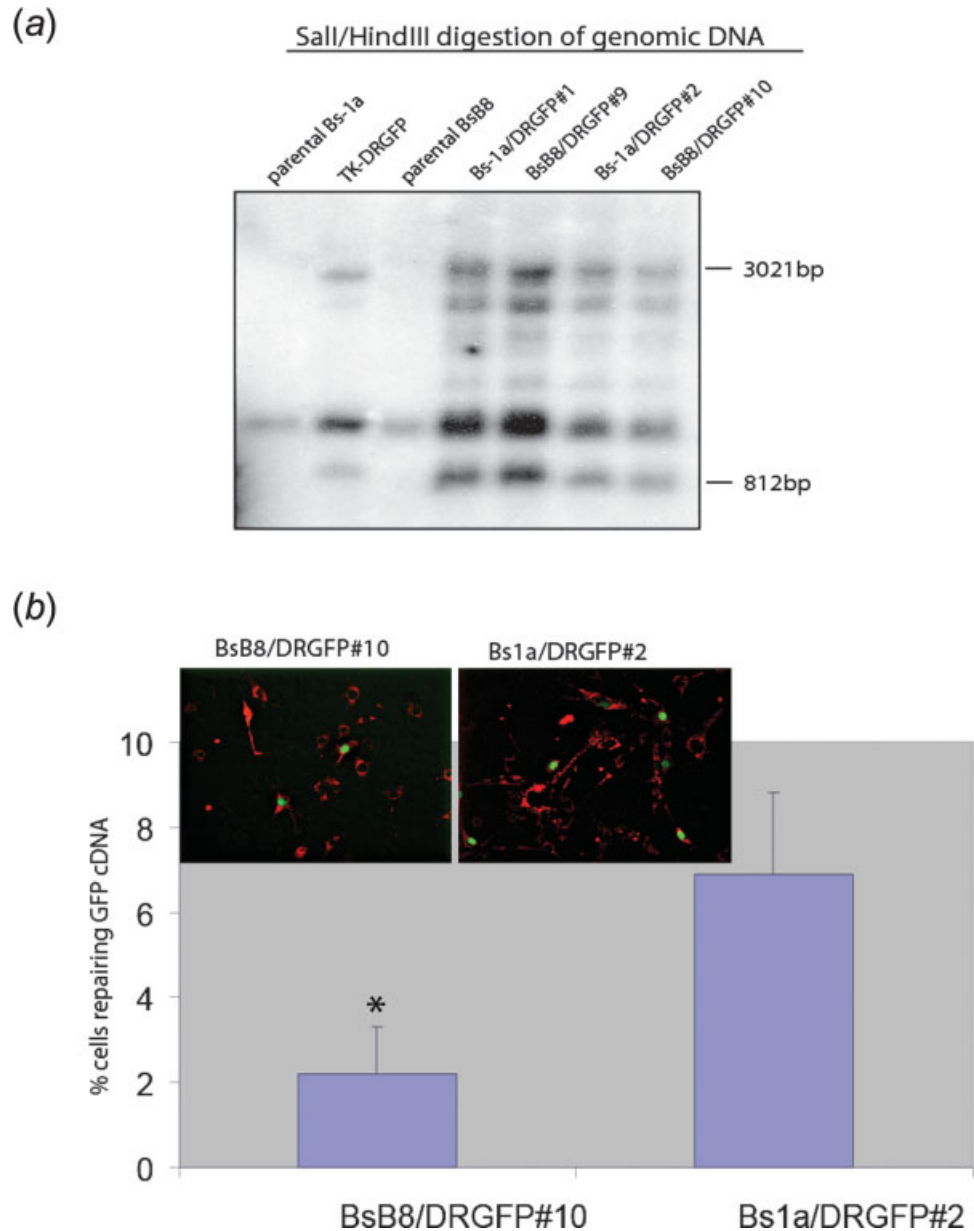 (a)
SalI/HindIII digestion of genomic DNA
parental Bs-1a
TK-DRGFP
parental BsB8
Bs-1a/DRGFP#1
BsB8/DRGFP#9
Bs-1a/DRGFP#2
BsB8/DRGFP#10
3021bp
812bp
(b)
BsB8/DRGFP#10
Bs1a/DRGFP#2
% cells repairing GFP cDNA
10
8
6
4
2
0
*
BsB8/DRGFP#10
Bs1a/DRGFP#2